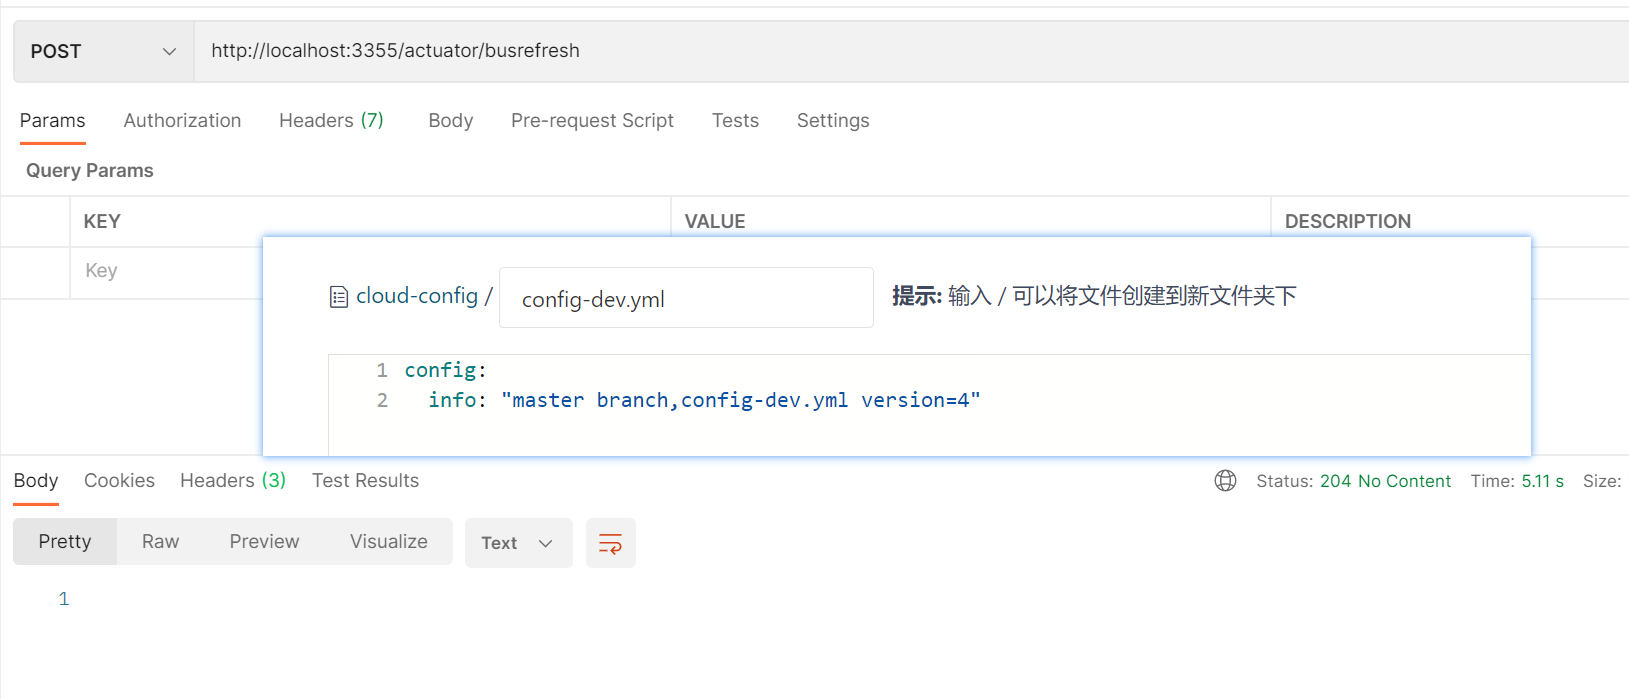 POST http://localhost:3355/actuator/busrefresh
Params Authorization Headers (7) Body Pre-request Script Tests Settings
Query Params
KEY VALUE DESCRIPTION
Key
cloud-config / config-dev.yml 提示: 输入 / 可以将文件创建到新文件夹下
1 config:
2 info: "master branch,config-dev.yml version=4"
Body Cookies Headers (3) Test Results Status: 204 No Content Time: 5.11 s Size:
Pretty Raw Preview Visualize Text
1